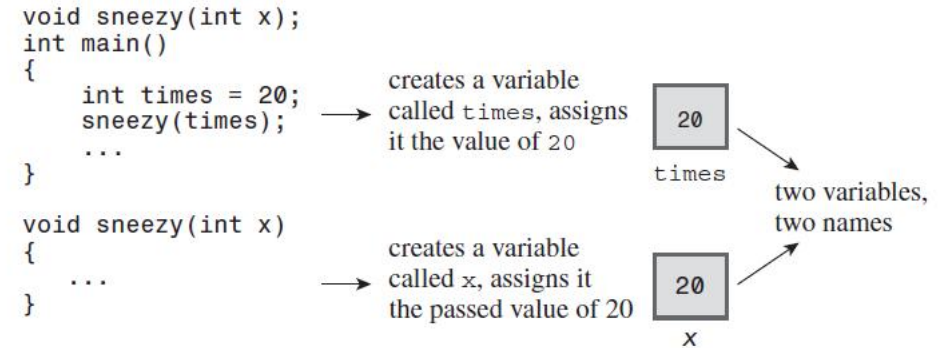 void sneezy(int x);
int main()
{
int times = 20;
sneezy(times);
...
}
creates a variable
called times, assigns
it the value of 20
20
times
void sneezy(int x)
{
...
}
creates a variable
called x, assigns it
the passed value of 20
20
x
two variables,
two names